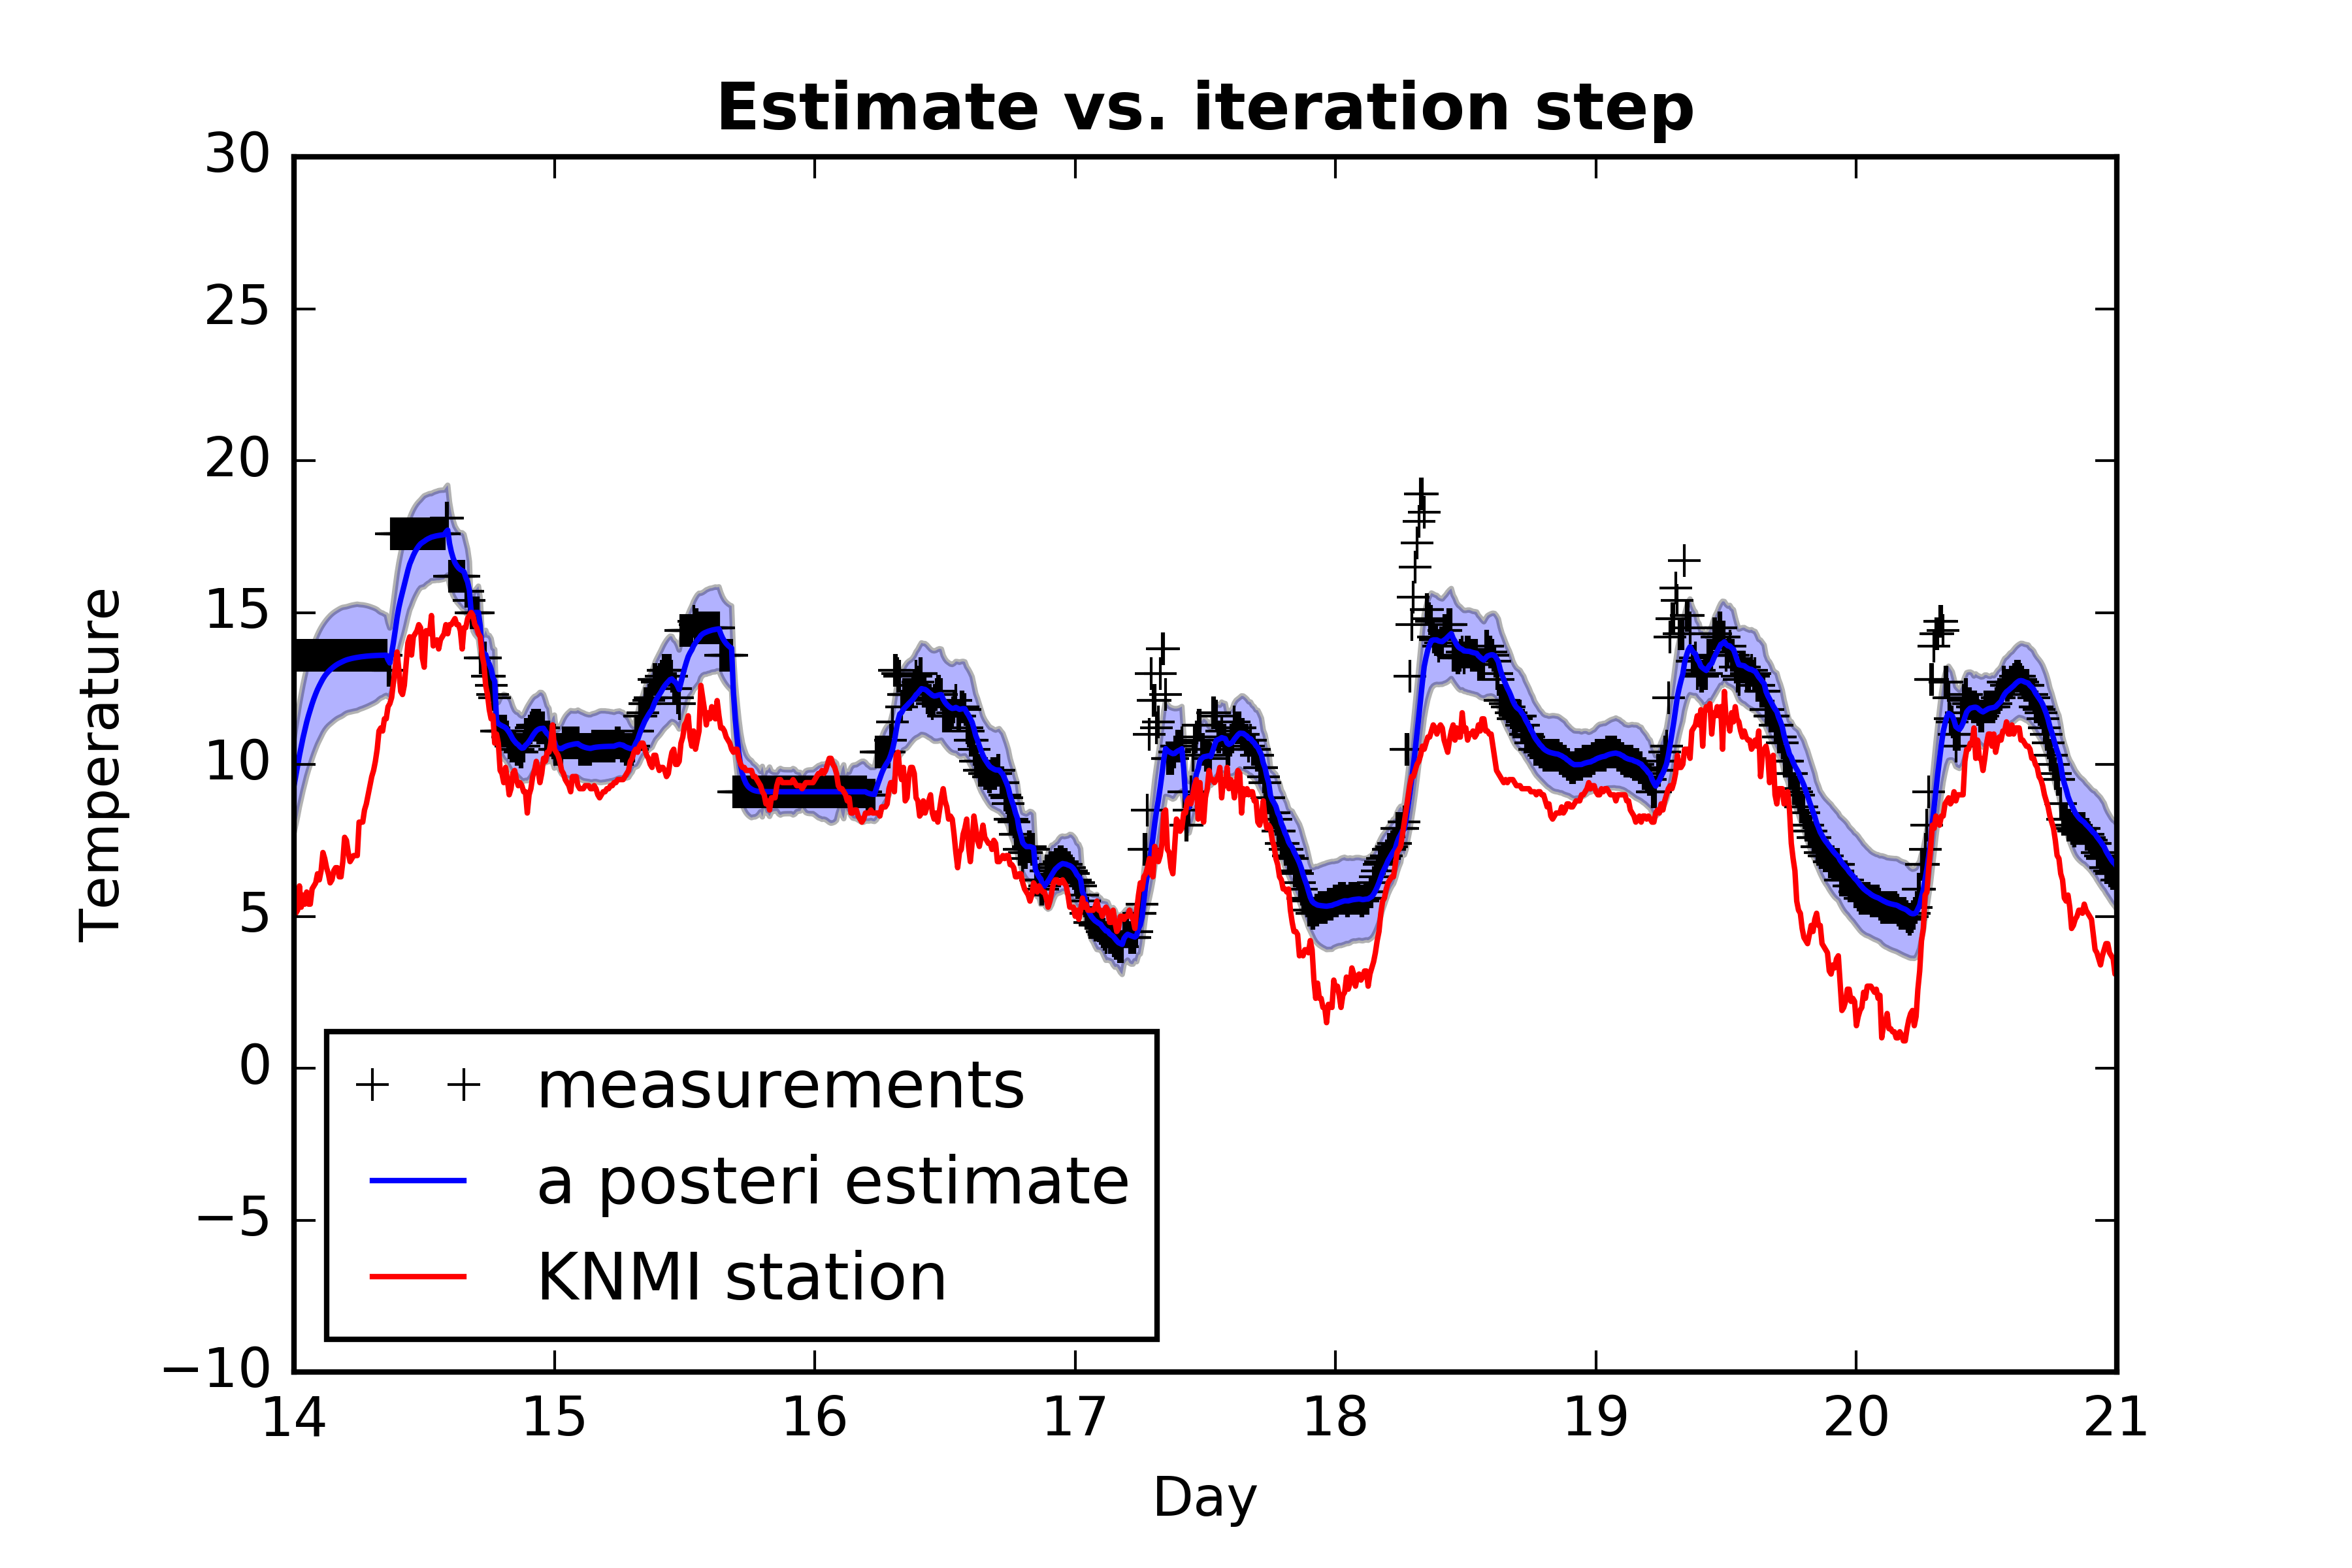 Estimate vs. iteration step
30
25
20
15
10
5
0
−5
−10
Temperature
measurements
a posteri estimate
KNMI station
14 15 16 17 18 19 20 21
Day